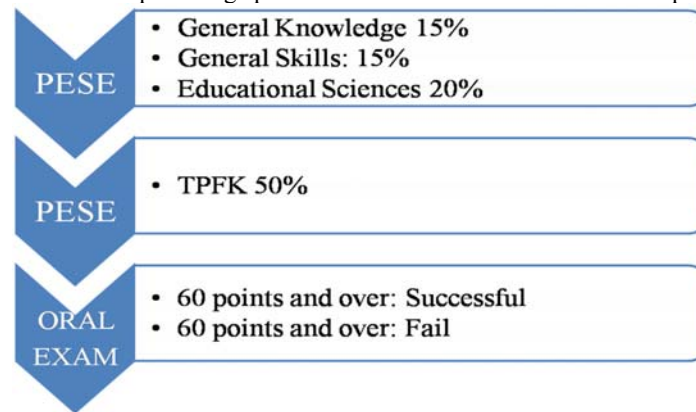 PESE
• General Knowledge 15%
• General Skills: 15%
• Educational Sciences 20%
PESE
• TPFK 50%
ORAL
EXAM
• 60 points and over: Successful
• 60 points and over: Fail